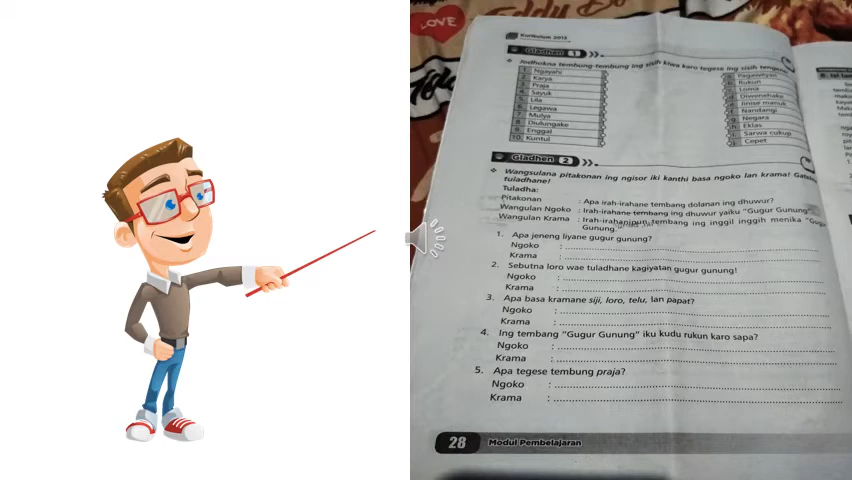 LOVE
Kurikulum 2013
Gladhen 1
Jodhokna tembung-tembung ing sisih kiwa karo tegese ing sisih tengen!
1. Ngayahi
2. Karya
3. Praja
4. Sayuk
5. Lila
6. Legawa
7. Mulya
8. Diulungake
9. Enggal
10. Kuntul
a. Pagawéyan
b. Rukun
c. Loma
d. Diwenehake
e. Jinise manuk
f. Nandangi
g. Negara
h. Eklas
i. Sarwa cukup
j. Cepet
Gladhen 2
Wangsulana pitakonan ing ngisor iki kanthi basa ngoko lan krama!
tuladhane!
Tuladha:
Pitakonan : Apa irah-irahane tembang dolanan ing dhuwur?
Wangulan Ngoko : Irah-irahane tembang ing dhuwur yaiku "Gugur Gunung"
Wangulan Krama : Irah-irahanipun tembang ing inggil inggih menika "Gugur
Gunung."
1. Apa jeneng liyane gugur gunung?
Ngoko :
Krama :
2. Sebutna loro wae tuladhane kagiyatan gugur gunung!
Ngoko :
Krama :
3. Apa basa kramane siji, loro, telu, lan papat?
Ngoko :
Krama :
4. Ing tembang "Gugur Gunung" iku kudu rukun karo sapa?
Ngoko :
Krama :
5. Apa tegese tembung praja?
Ngoko :
Krama :
28 Modul Pembelajaran